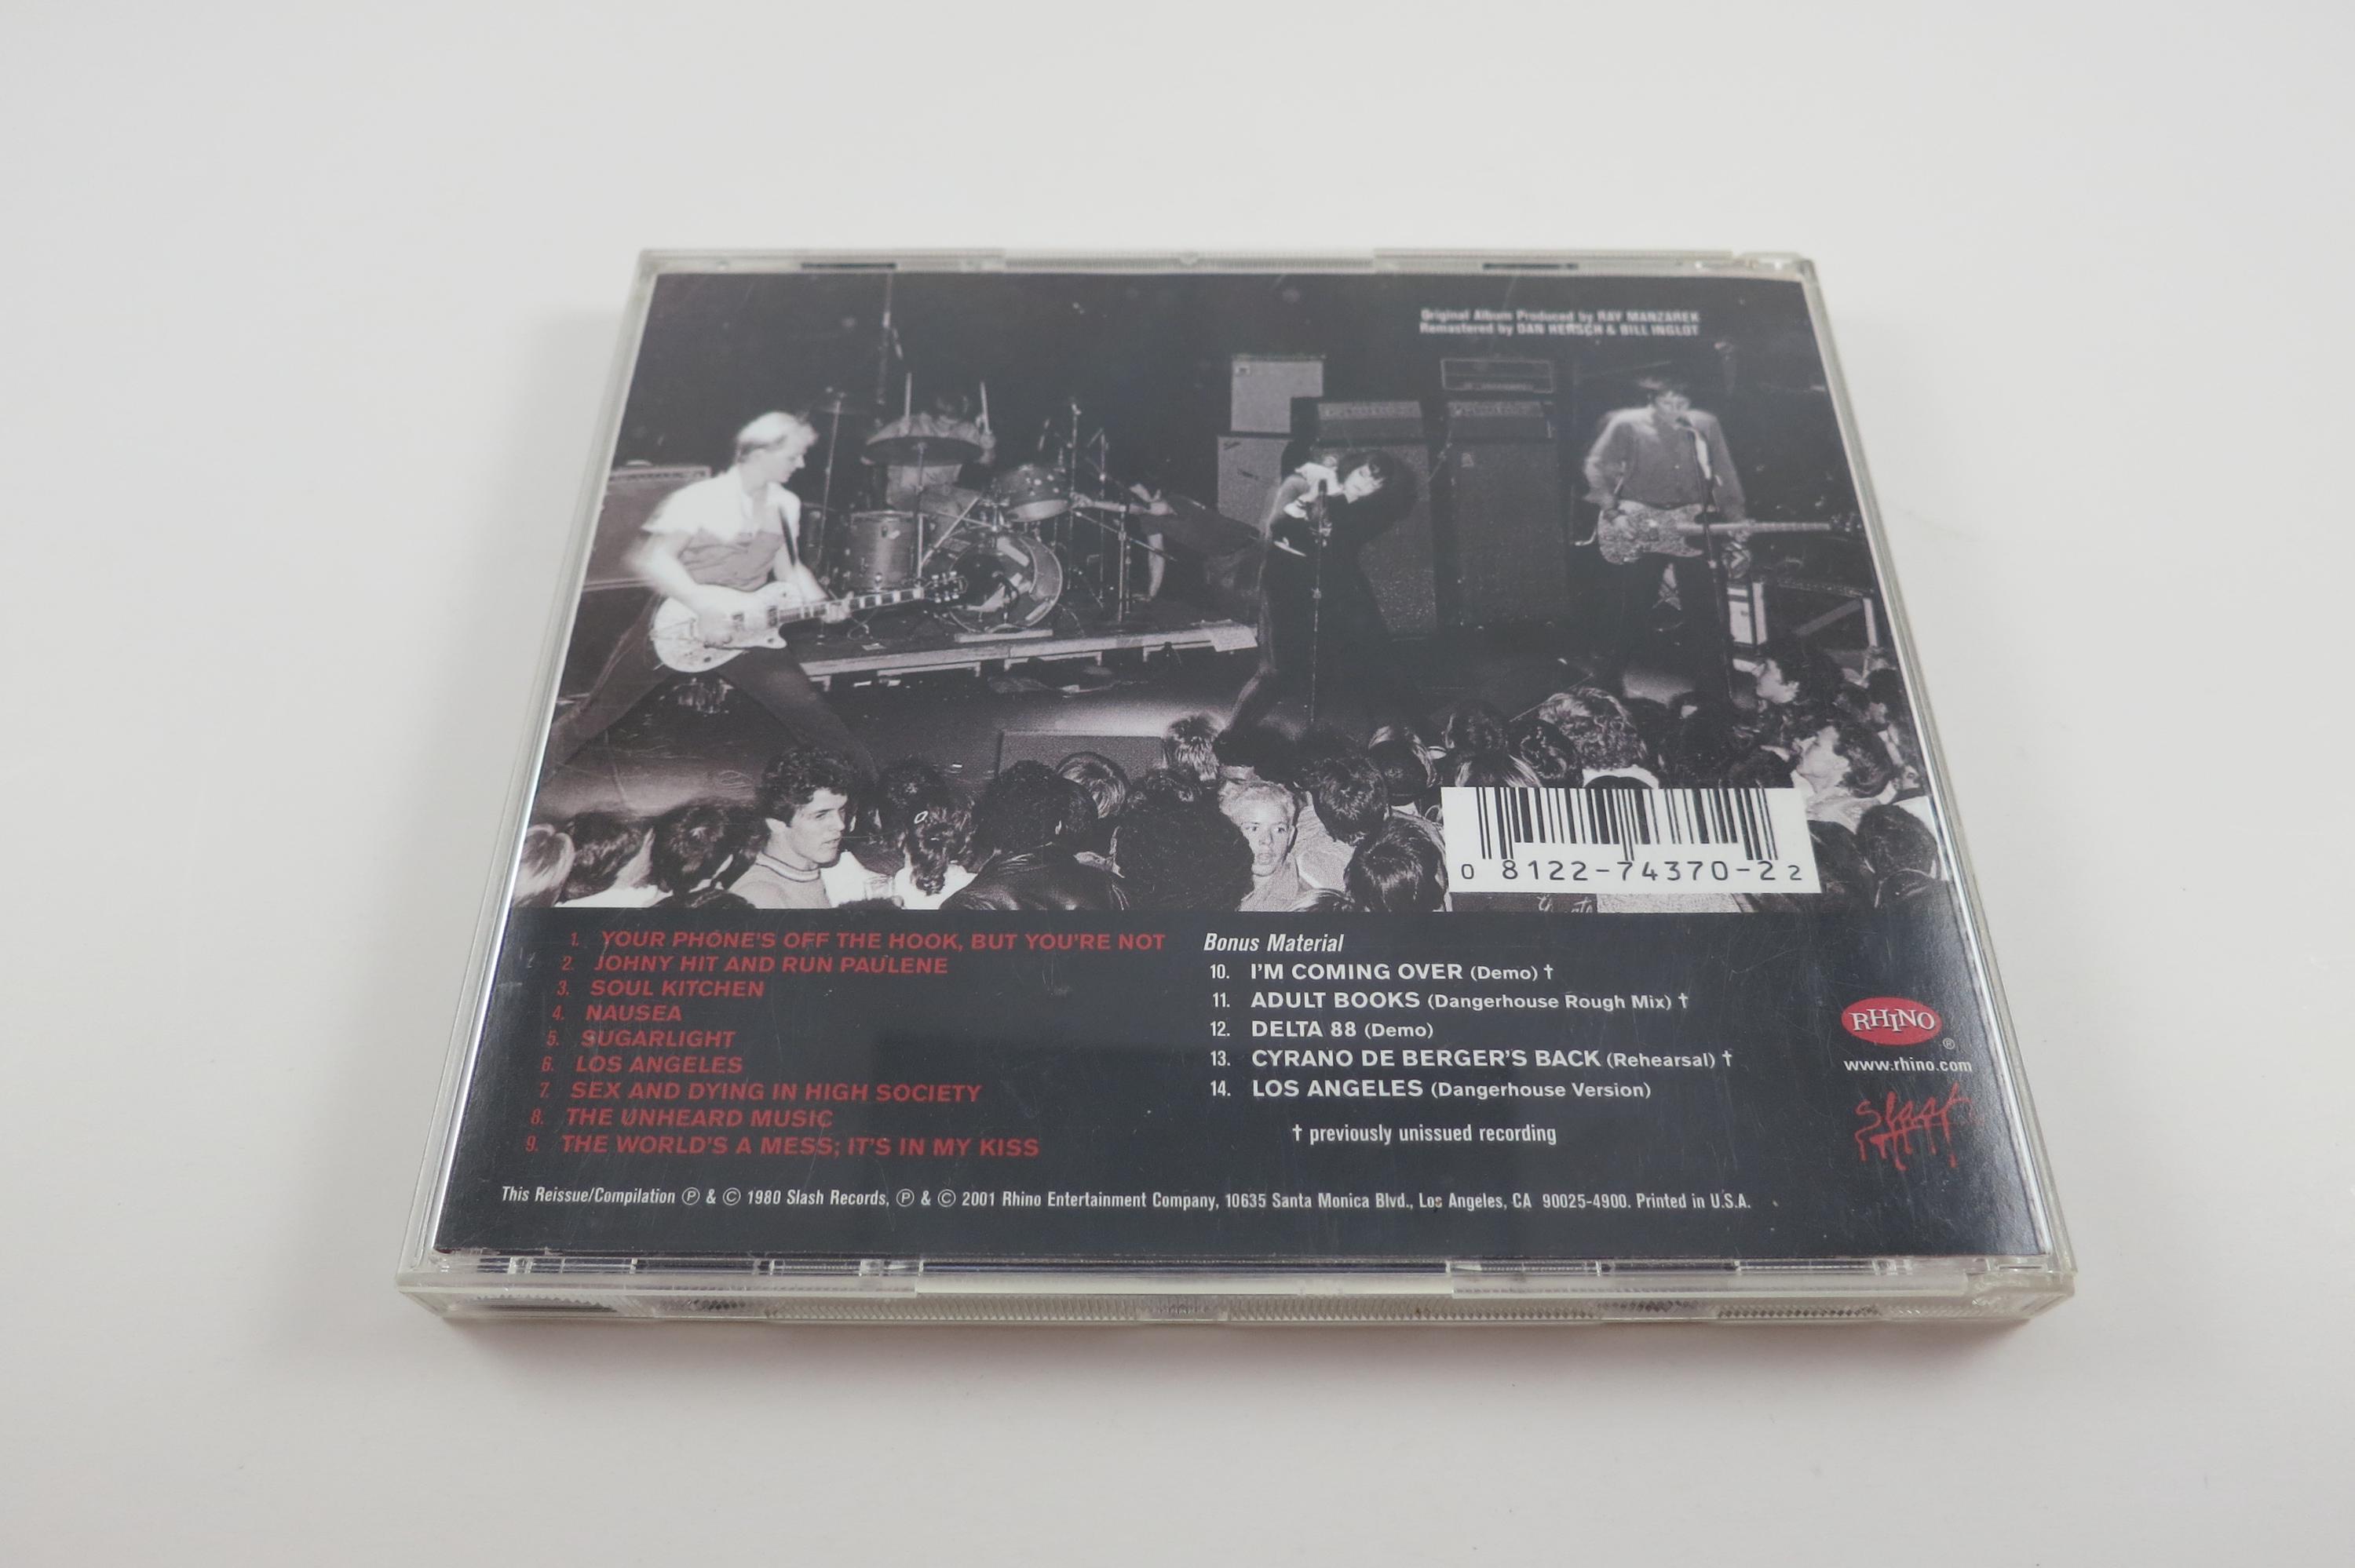 Original Album Produced by RAY MANZAREK
Remastered by DAN HERSCH & BILL INGLOT
0 8122-74370-2 2
1. YOUR PHONE'S OFF THE HOOK, BUT YOU'RE NOT
2. JOHNY HIT AND RUN PAULENE
3. SOUL KITCHEN
4. NAUSEA
5. SUGARLIGHT
6. LOS ANGELES
7. SEX AND DYING IN HIGH SOCIETY
8. THE UNHEARD MUSIC
9. THE WORLD'S A MESS; IT'S IN MY KISS
Bonus Material
10. I'M COMING OVER (Demo) †
11. ADULT BOOKS (Dangerhouse Rough Mix) †
12. DELTA 88 (Demo)
13. CYRANO DE BERGER'S BACK (Rehearsal) †
14. LOS ANGELES (Dangerhouse Version)
† previously unissued recording
RHINO ®
www.rhino.com
Slash
This Reissue/Compilation ℗ & © 1980 Slash Records, ℗ & © 2001 Rhino Entertainment Company, 10635 Santa Monica Blvd., Los Angeles, CA 90025-4900. Printed in U.S.A.